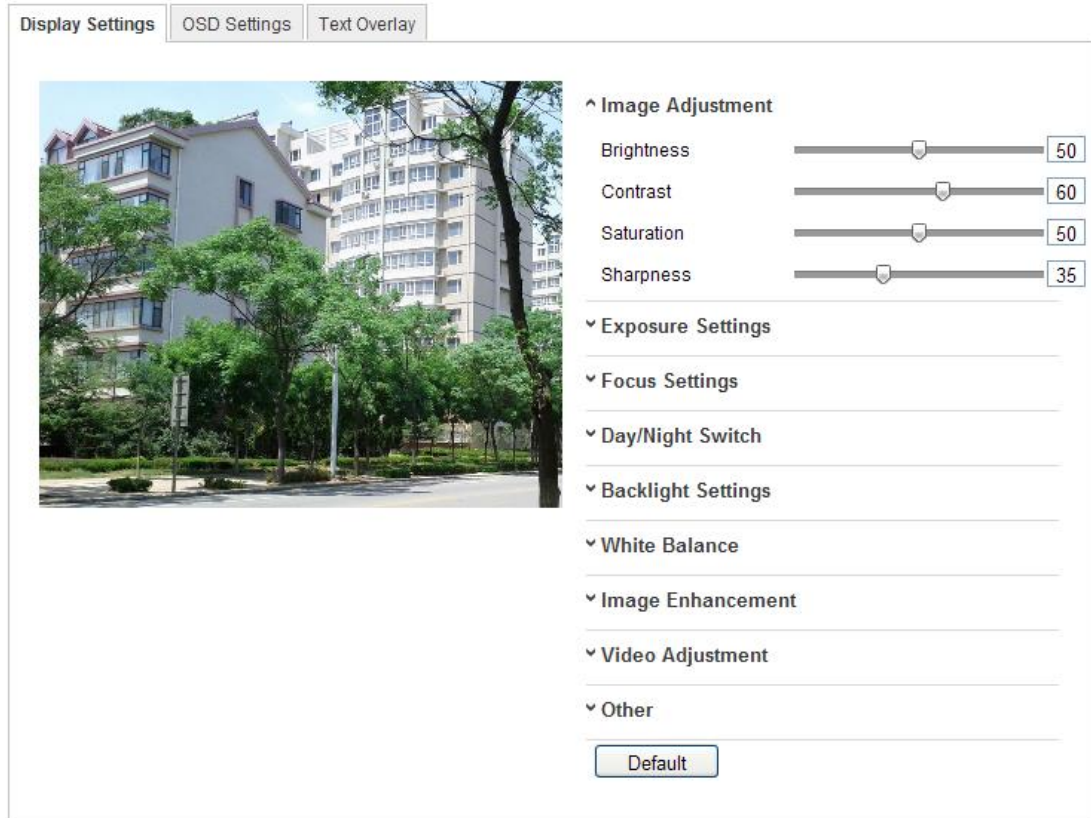 Display Settings OSD Settings Text Overlay
Image Adjustment
Brightness 50
Contrast 60
Saturation 50
Sharpness 35
Exposure Settings
Focus Settings
Day/Night Switch
Backlight Settings
White Balance
Image Enhancement
Video Adjustment
Other
Default